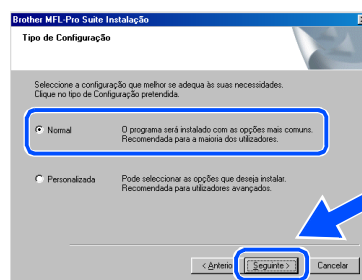 Brother MFL-Pro Suite Instalação
Tipo de Configuração
Seleccione a configuração que melhor se adequa às suas necessidades.
Clique no tipo de Configuração pretendida.
Normal
O programa será instalado com as opções mais comuns.
Recomendada para a maioria dos utilizadores.
Personalizada
Pode seleccionar as opções que deseja instalar.
Recomendada para utilizadores avançados.
< Anterio Seguinte > Cancelar